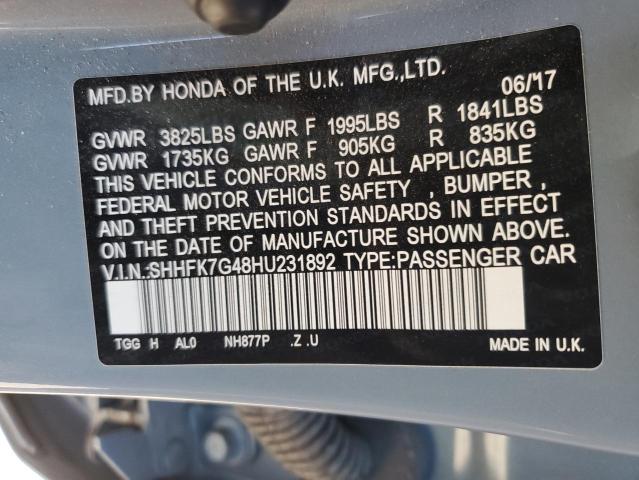 MFD.BY HONDA OF THE U.K. MFG.,LTD. 06/'17
GVWR 3825LBS GAWR F 1995LBS R 1841LBS
GVWR 1735KG GAWR F 905KG R 835KG
THIS VEHICLE CONFORMS TO ALL APPLICABLE
FEDERAL MOTOR VEHICLE SAFETY , BUMPER ,
AND THEFT PREVENTION STANDARDS IN EFFECT
ON THE DATE OF MANUFACTURE SHOWN ABOVE.
V.I.N.:SHHFK7G48HU231892 TYPE:PASSENGER CAR
TGG H AL0 NH877P .Z .U MADE IN U.K.